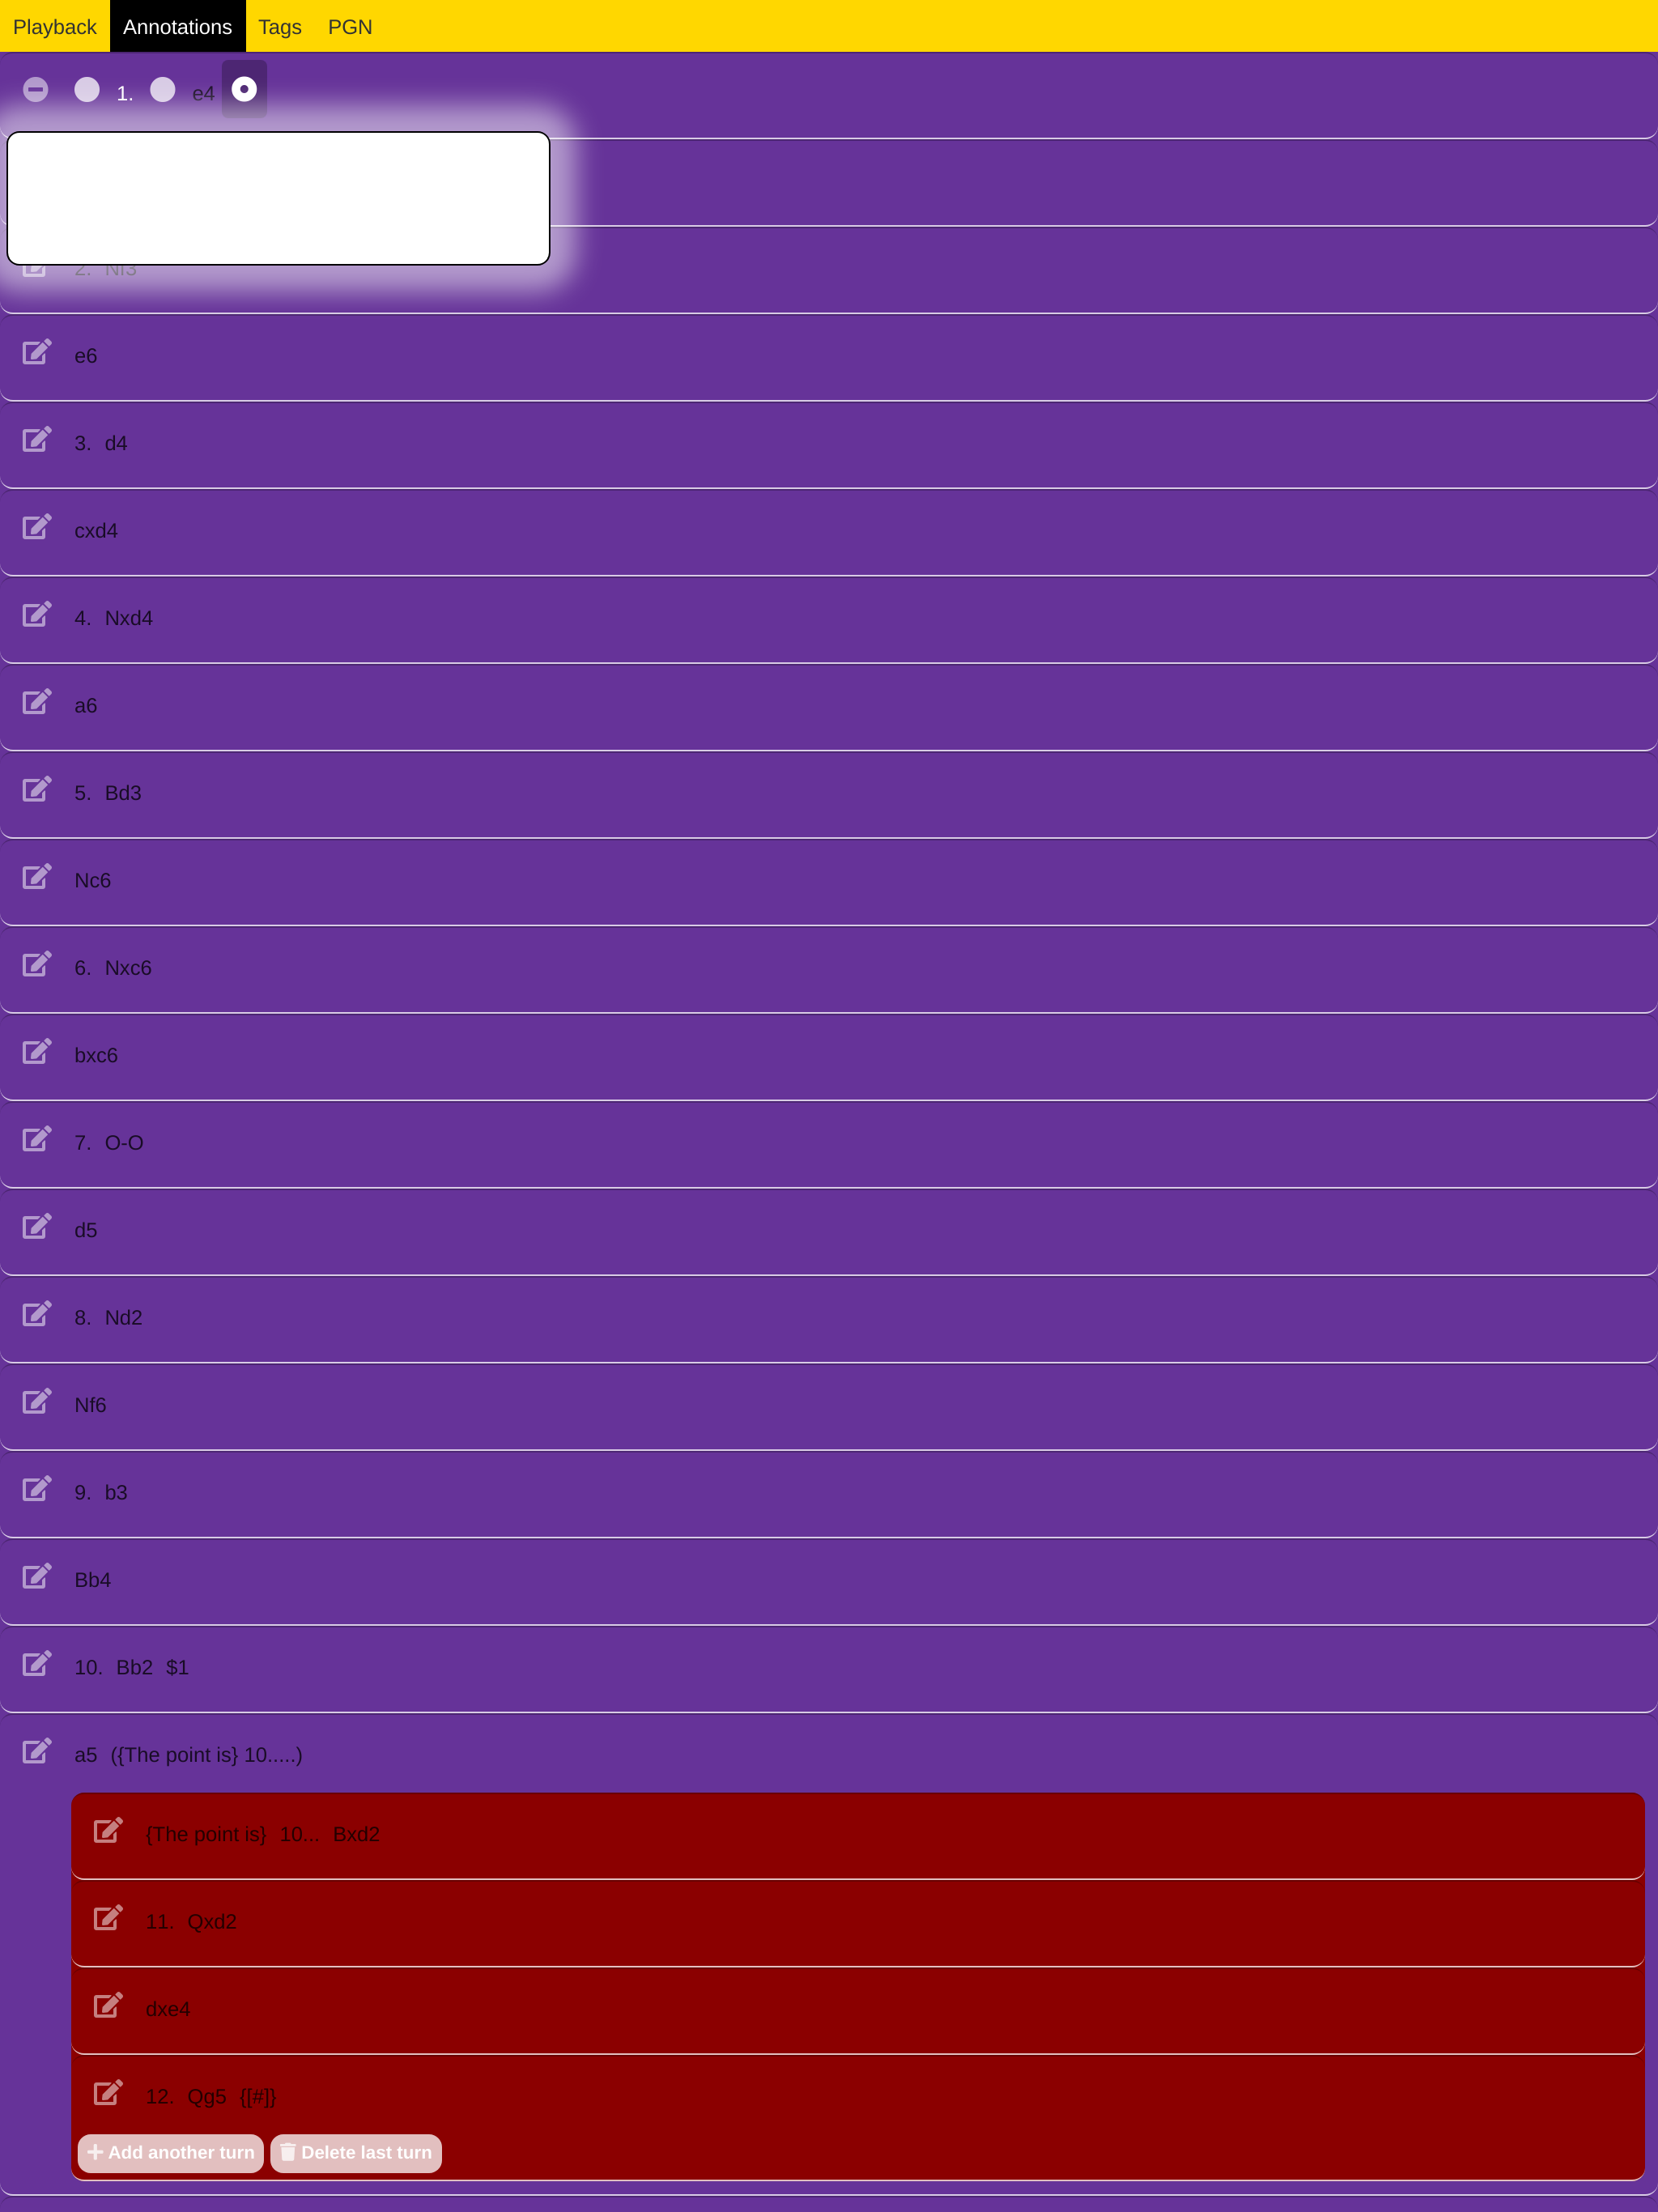 Playback Annotations Tags PGN
1. e4
2. Nf3
e6
3. d4
cxd4
4. Nxd4
a6
5. Bd3
Nc6
6. Nxc6
bxc6
7. O-O
d5
8. Nd2
Nf6
9. b3
Bb4
10. Bb2 $1
a5 ({The point is} 10.....)
{The point is} 10... Bxd2
11. Qxd2
dxe4
12. Qg5 {[#]}
Add another turn Delete last turn